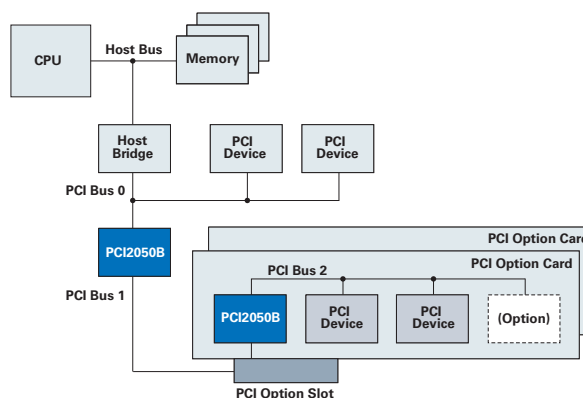 Host Bus
CPU
Memory
Host
Bridge
PCI
Device
PCI
Device
PCI Bus 0
PCI2050B
PCI Option Card
PCI Option Card
PCI Bus 2
PCI Bus 1
PCI2050B
PCI
Device
PCI
Device
(Option)
PCI Option Slot